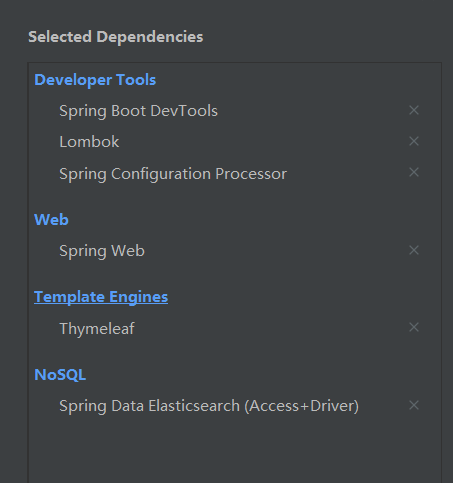 Selected Dependencies
Developer Tools
Spring Boot DevTools
Lombok
Spring Configuration Processor
Web
Spring Web
Template Engines
Thymeleaf
NoSQL
Spring Data Elasticsearch (Access+Driver)